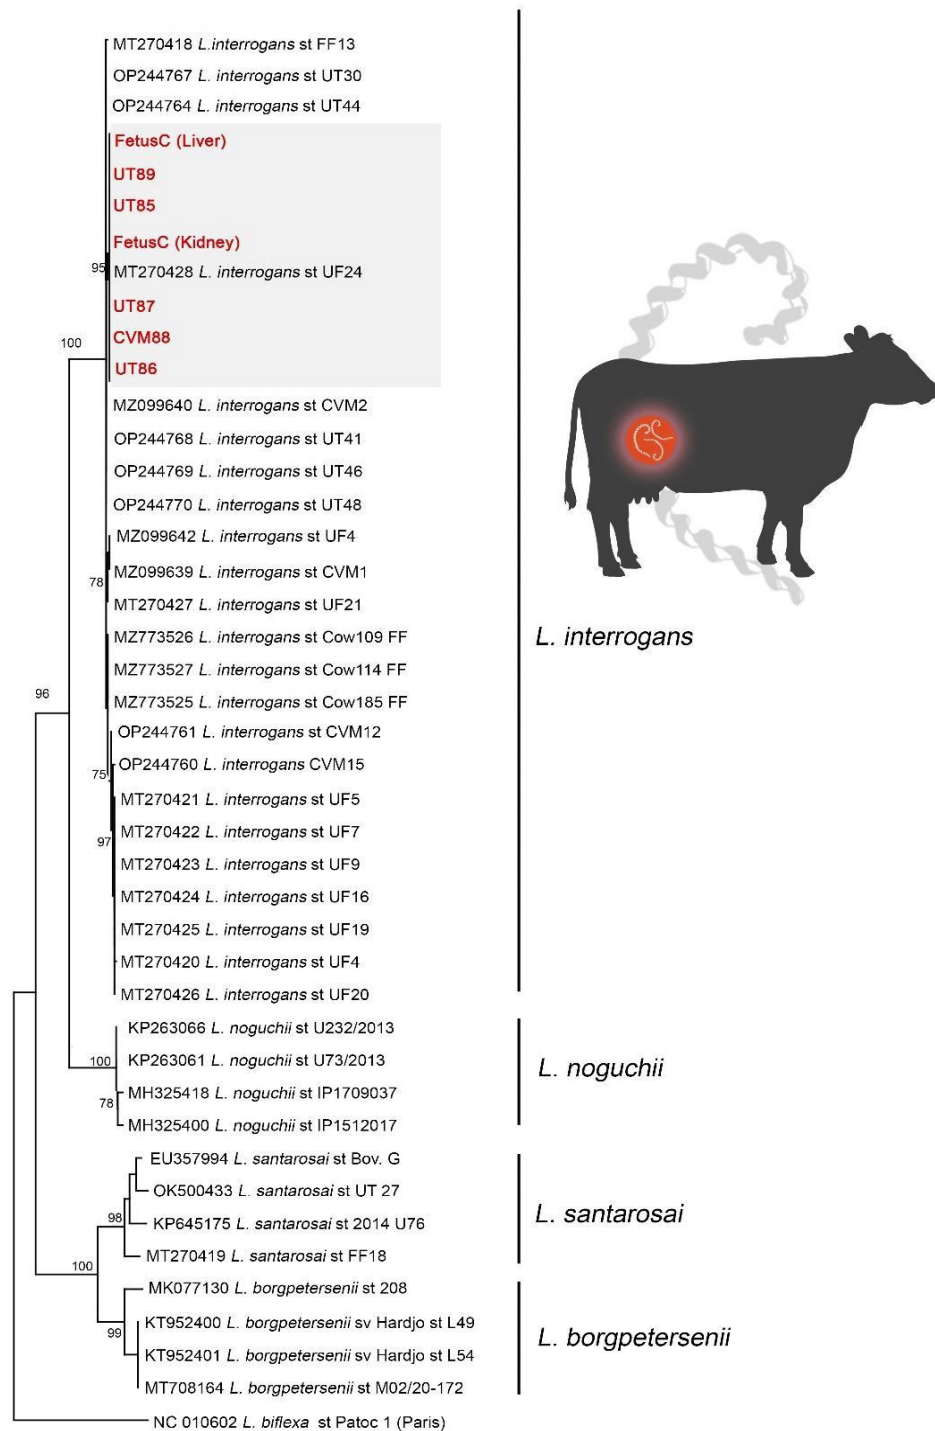 MT270418 L.interrogans st FF13
OP244767 L. interrogans st UT30
OP244764 L. interrogans st UT44
FetusC (Liver)
UT89
UT85
FetusC (Kidney)
95
MT270428 L. interrogans st UF24
UT87
CVM88
100
UT86
MZ099640 L. interrogans st CVM2
OP244768 L. interrogans st UT41
OP244769 L. interrogans st UT46
OP244770 L. interrogans st UT48
MZ099642 L. interrogans st UF4
MZ099639 L. interrogans st CVM1
78
MT270427 L. interrogans st UF21
MZ773526 L. interrogans st Cow109 FF
L. interrogans
MZ773527 L. interrogans st Cow114 FF
96
MZ773525 L. interrogans st Cow185 FF
OP244761 L. interrogans st CVM12
OP244760 L. interrogans CVM15
75
MT270421 L. interrogans st UF5
MT270422 L. interrogans st UF7
97
MT270423 L. interrogans st UF9
MT270424 L. interrogans st UF16
MT270425 L. interrogans st UF19
MT270420 L. interrogans st UF4
MT270426 L. interrogans st UF20
KP263066 L. noguchii st U232/2013
100
KP263061 L. noguchii st U73/2013
L. noguchii
MH325418 L. noguchii st IP1709037
78
MH325400 L. noguchii st IP1512017
EU357994 L. santarosai st Bov. G
OK500433 L. santarosai st UT 27
98
KP645175 L. santarosai st 2014 U76
L. santarosai
MT270419 L. santarosai st FF18
100
MK077130 L. borgpetersenii st 208
KT952400 L. borgpetersenii sv Hardjo st L49
99
L. borgpetersenii
KT952401 L. borgpetersenii sv Hardjo st L54
MT708164 L. borgpetersenii st M02/20-172
NC 010602 L. biflexa st Patoc 1 (Paris)